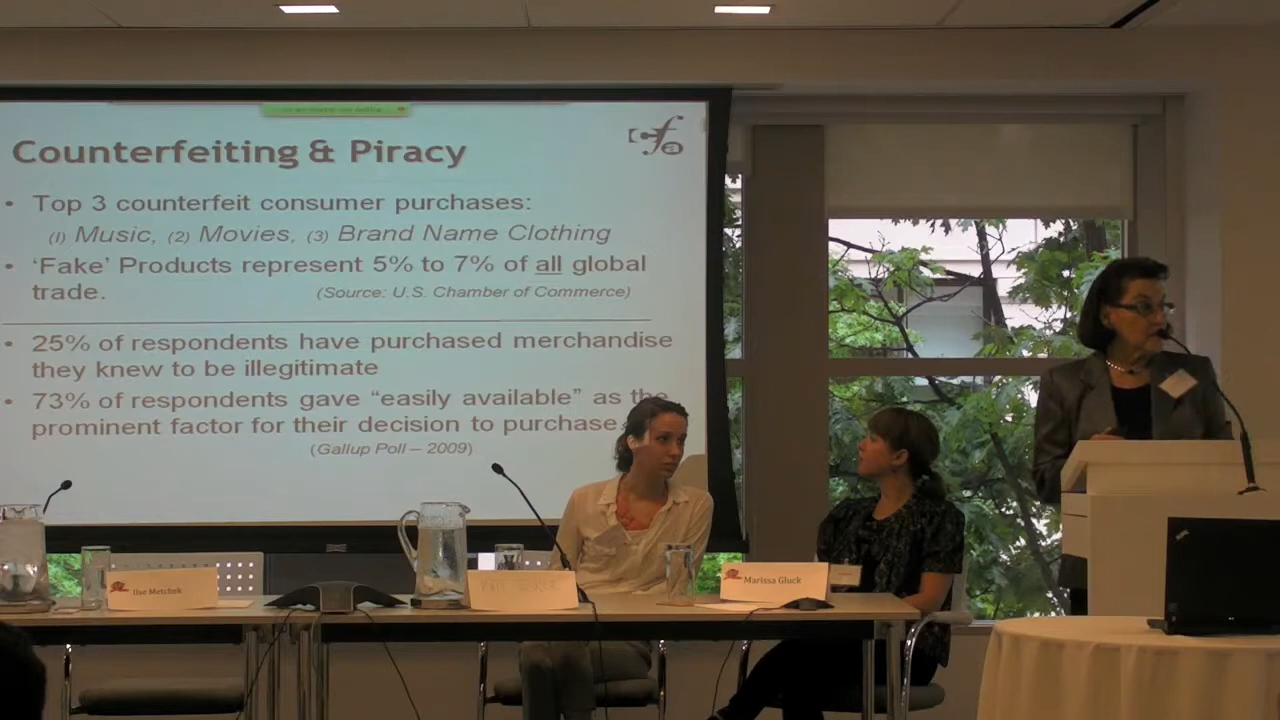 Counterfeiting & Piracy
cfa
• Top 3 counterfeit consumer purchases:
(1) Music, (2) Movies, (3) Brand Name Clothing
• 'Fake' Products represent 5% to 7% of all global
trade. (Source: U.S. Chamber of Commerce)
• 25% of respondents have purchased merchandise
they knew to be illegitimate
• 73% of respondents gave "easily available" as the
prominent factor for their decision to purchase.
(Gallup Poll – 2009)
Ilse Metchek
Marissa Gluck